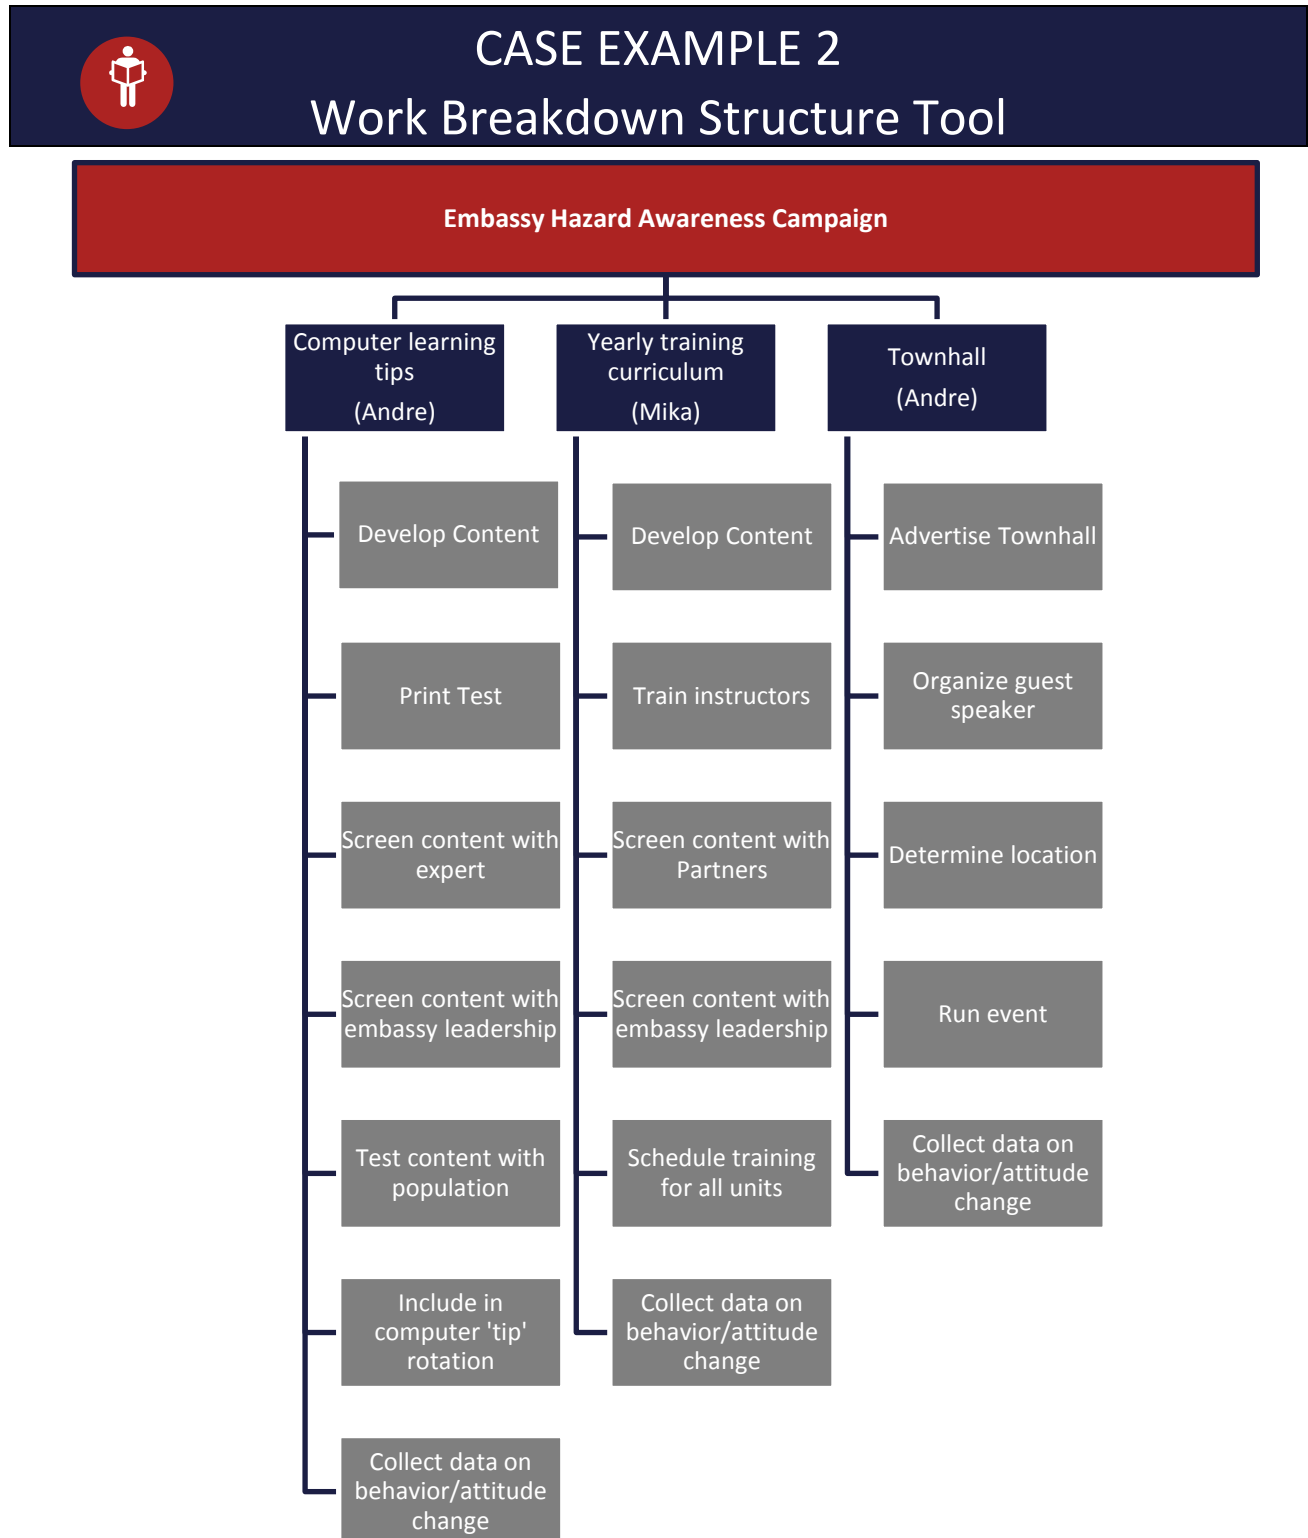 CASE EXAMPLE 2
Work Breakdown Structure Tool
Embassy Hazard Awareness Campaign
Computer learning
tips
(Andre)
Develop Content
Print Test
Screen content with
expert
Screen content with
embassy leadership
Test content with
population
Include in
computer 'tip'
rotation
Collect data on
behavior/attitude
change
Yearly training
curriculum
(Mika)
Develop Content
Train instructors
Screen content with
Partners
Screen content with
embassy leadership
Schedule training
for all units
Collect data on
behavior/attitude
change
Townhall
(Andre)
Advertise Townhall
Organize guest
speaker
Determine location
Run event
Collect data on
behavior/attitude
change